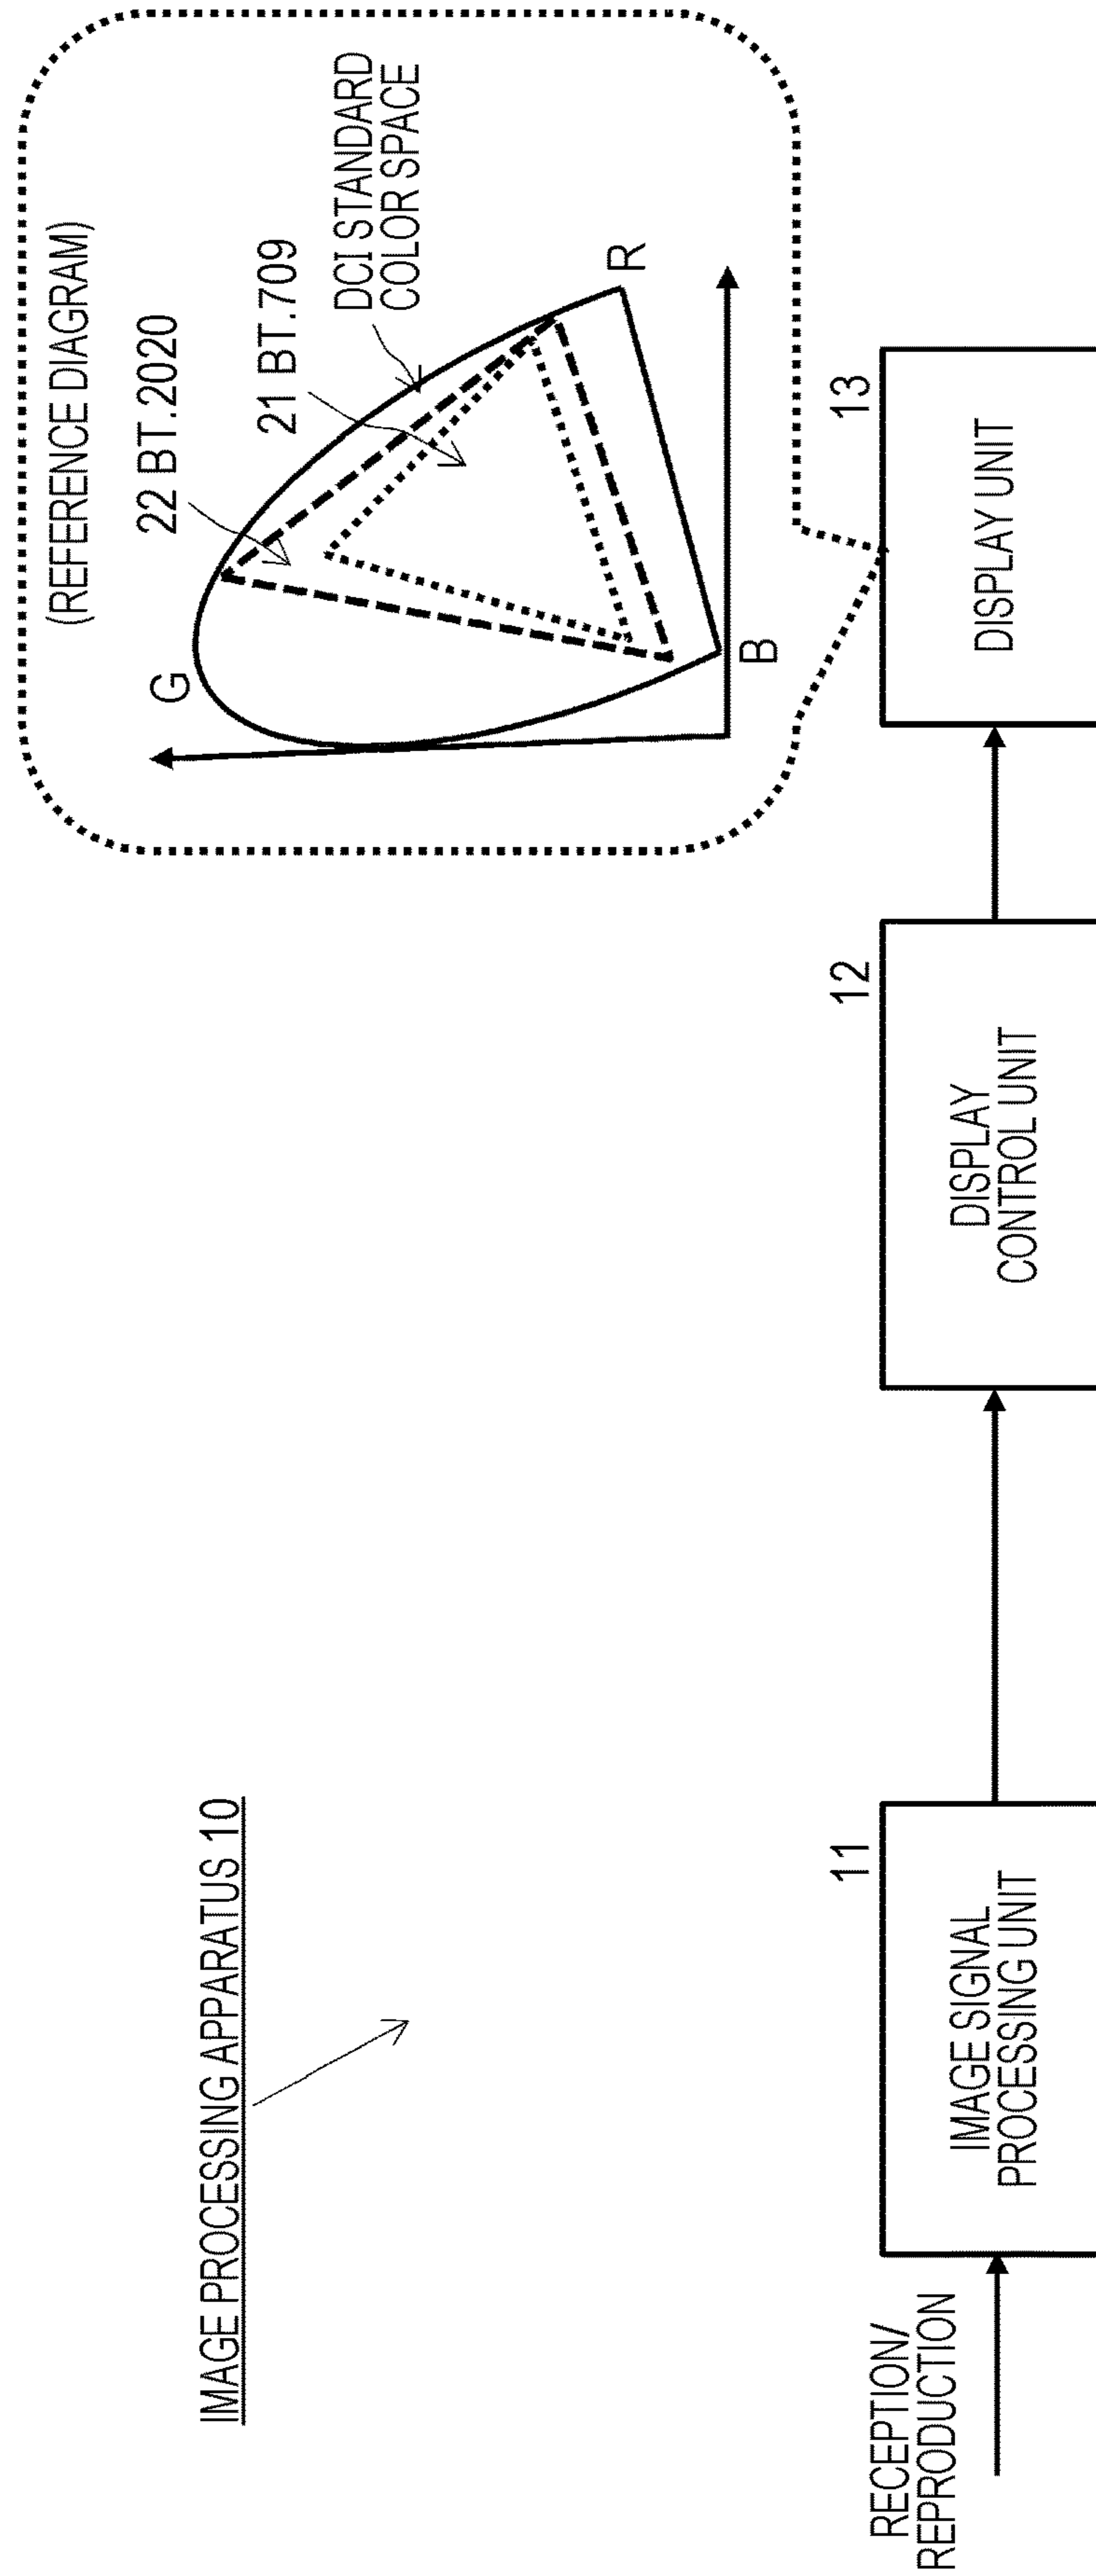 IMAGE PROCESSING APPARATUS 10
(REFERENCE DIAGRAM)
22 BT.2020
21 BT.709
DCI STANDARD
COLOR SPACE
G
R
B
RECEPTION/
REPRODUCTION
11
IMAGE SIGNAL
PROCESSING UNIT
12
DISPLAY
CONTROL UNIT
13
DISPLAY UNIT